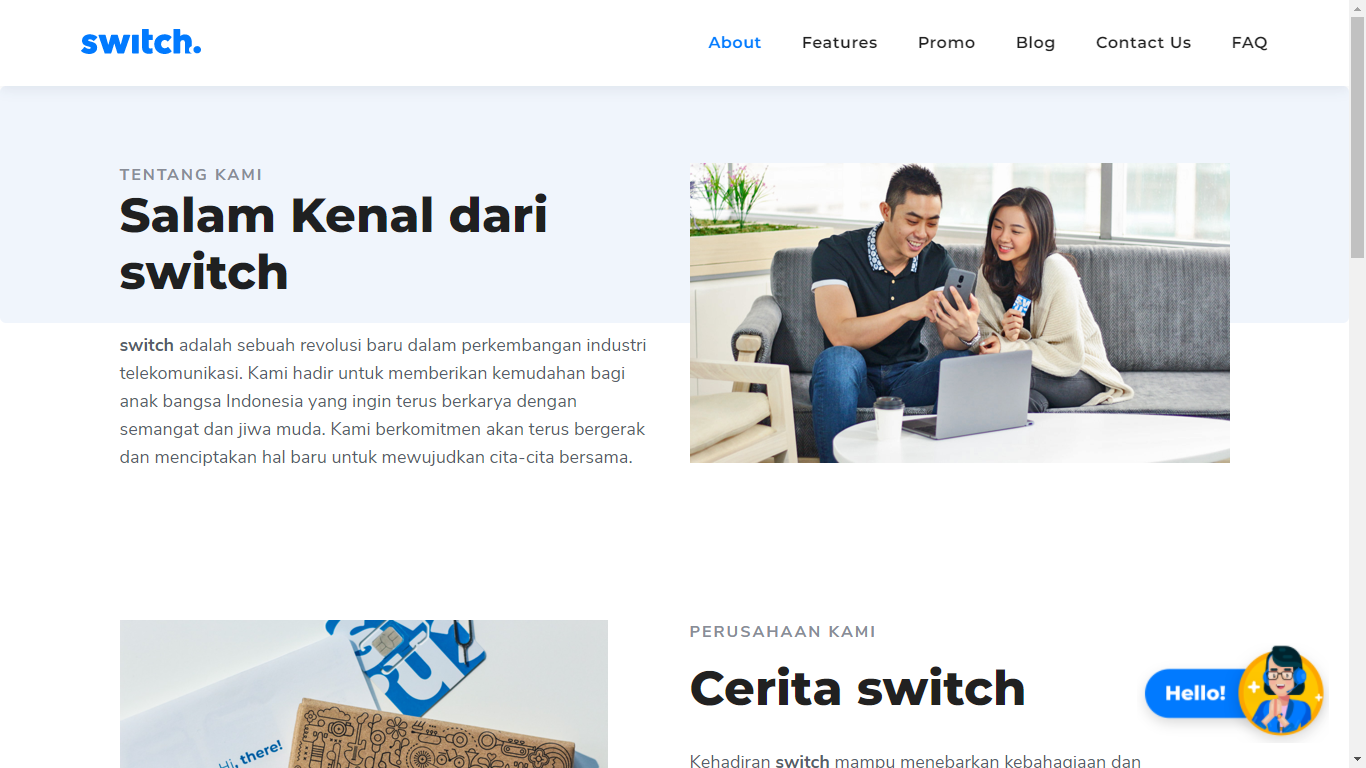 switch.
About Features Promo Blog Contact Us FAQ
TENTANG KAMI
Salam Kenal dari
switch
switch adalah sebuah revolusi baru dalam perkembangan industri
telekomunikasi. Kami hadir untuk memberikan kemudahan bagi
anak bangsa Indonesia yang ingin terus berkarya dengan
semangat dan jiwa muda. Kami berkomitmen akan terus bergerak
dan menciptakan hal baru untuk mewujudkan cita-cita bersama.
Hi, there!
PERUSAHAAN KAMI
Cerita switch
Kehadiran switch mampu menebarkan kebahagiaan dan
Hello!